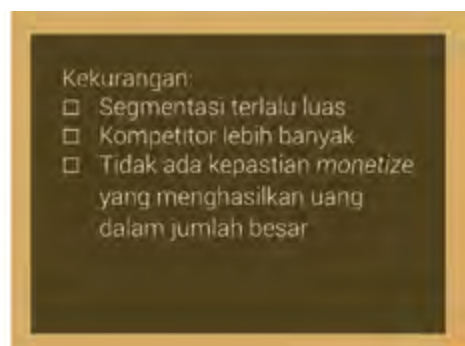 Kekurangan:
☐ Segmentasi terlalu luas
☐ Kompetitor lebih banyak
☐ Tidak ada kepastian monetize
yang menghasilkan uang
dalam jumlah besar